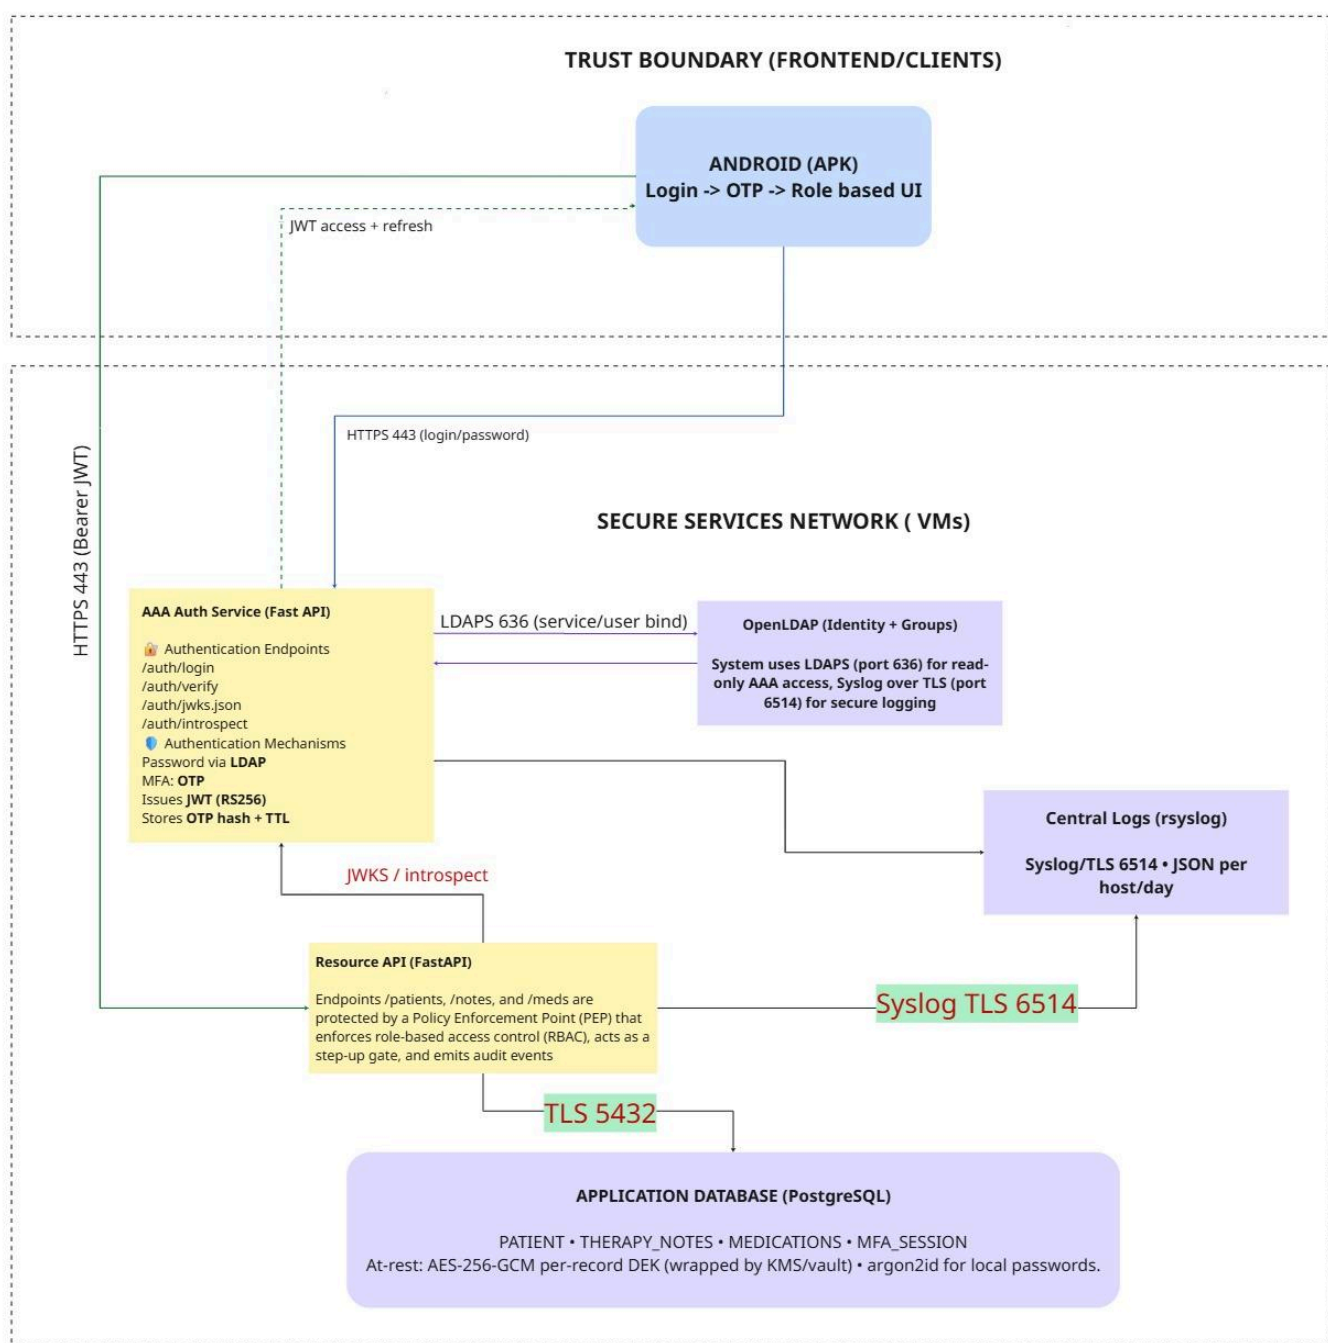 TRUST BOUNDARY (FRONTEND/CLIENTS)
ANDROID (APK)
Login -> OTP -> Role based UI
JWT access + refresh
HTTPS 443 (login/password)
HTTPS 443 (Bearer JWT)
SECURE SERVICES NETWORK ( VMs)
AAA Auth Service (Fast API)
🔐 Authentication Endpoints
/auth/login
/auth/verify
/auth/jwks.json
/auth/introspect
🛡️ Authentication Mechanisms
Password via LDAP
MFA: OTP
Issues JWT (RS256)
Stores OTP hash + TTL
LDAPS 636 (service/user bind)
OpenLDAP (Identity + Groups)
System uses LDAPS (port 636) for read-
only AAA access, Syslog over TLS (port
6514) for secure logging
Central Logs (rsyslog)
Syslog/TLS 6514 • JSON per
host/day
JWKS / introspect
Resource API (FastAPI)
Endpoints /patients, /notes, and /meds are
protected by a Policy Enforcement Point (PEP) that
enforces role-based access control (RBAC), acts as a
step-up gate, and emits audit events
Syslog TLS 6514
TLS 5432
APPLICATION DATABASE (PostgreSQL)
PATIENT • THERAPY_NOTES • MEDICATIONS • MFA_SESSION
At-rest: AES-256-GCM per-record DEK (wrapped by KMS/vault) • argon2id for local passwords.